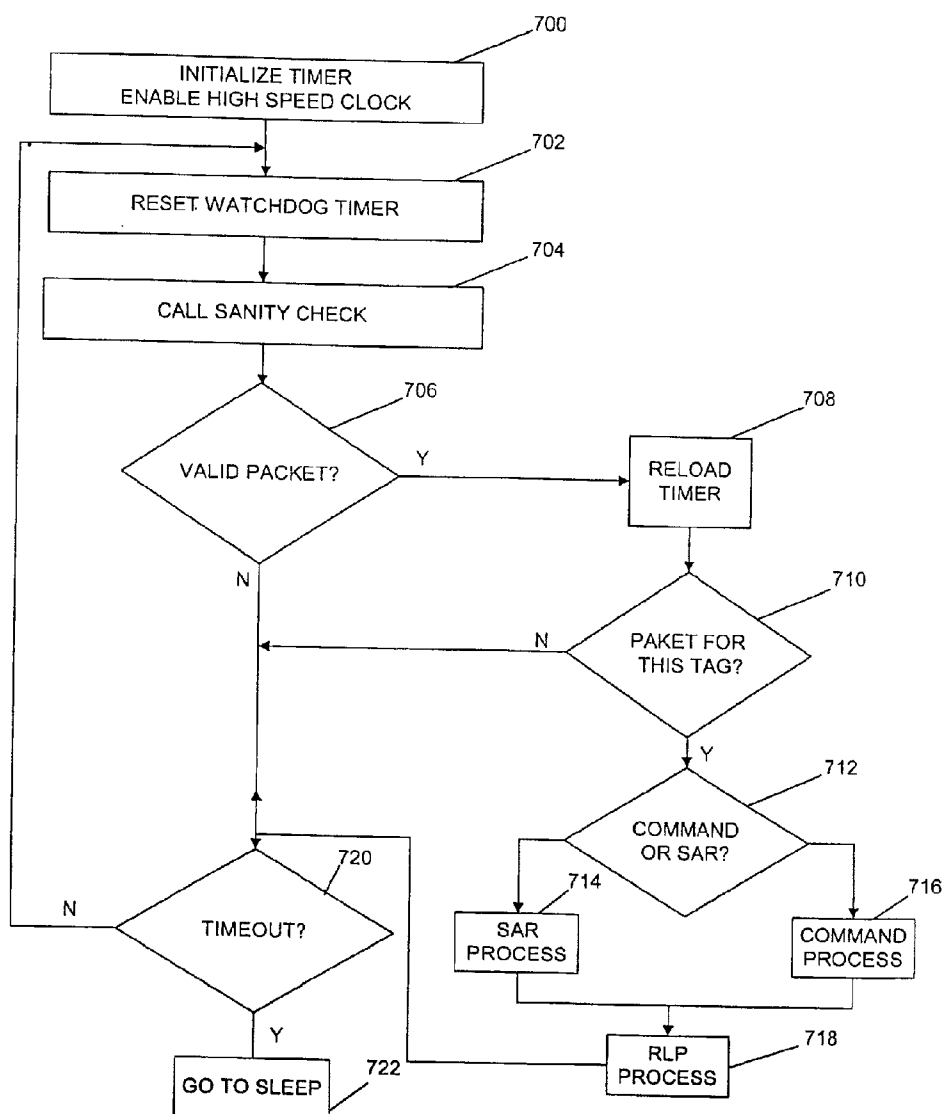 700
INITIALIZE TIMER
ENABLE HIGH SPEED CLOCK
702
RESET WATCHDOG TIMER
704
CALL SANITY CHECK
706
VALID PACKET?
Y
N
708
RELOAD
TIMER
710
PAKET FOR
THIS TAG?
N
Y
712
COMMAND
OR SAR?
714
SAR
PROCESS
716
COMMAND
PROCESS
718
RLP
PROCESS
720
TIMEOUT?
N
Y
722
GO TO SLEEP